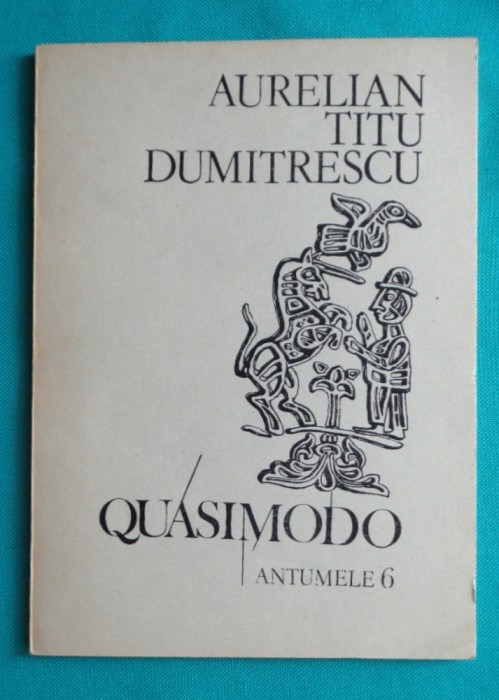 AURELIAN
TITU
DUMITRESCU
QUASIMODO
ANTUMELE 6